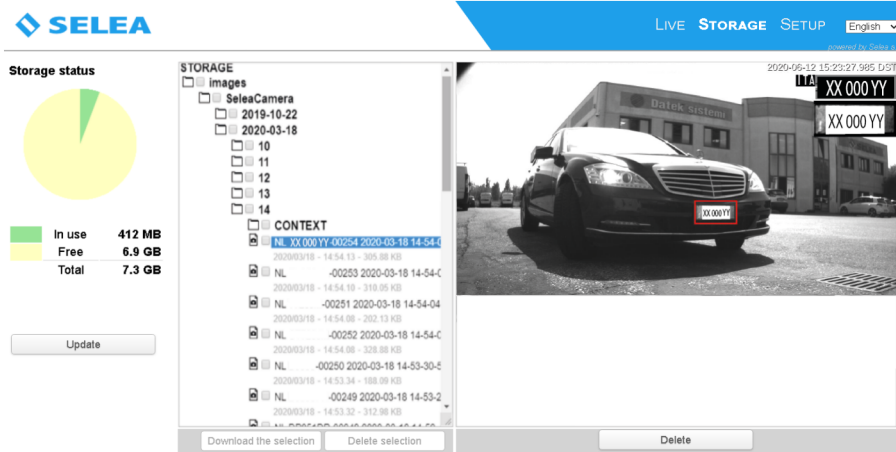 SELEA
LIVE STORAGE SETUP English
powered by Selea s
Storage status
In use 412 MB
Free 6.9 GB
Total 7.3 GB
Update
STORAGE
images
SeleaCamera
2019-10-22
2020-03-18
10
11
12
13
14
CONTEXT
NL XX 000 YY-00254 2020-03-18 14-54-0
2020/03/18 - 14:54.13 - 305.88 KB
NL -00253 2020-03-18 14-54-0
2020/03/18 - 14:54.10 - 310.05 KB
NL -00251 2020-03-18 14-54-04
2020/03/18 - 14:54.08 - 202.13 KB
NL -00252 2020-03-18 14-54-0
2020/03/18 - 14:54.08 - 328.88 KB
NL -00250 2020-03-18 14-53-30-5
2020/03/18 - 14:53.34 - 188.09 KB
NL -00249 2020-03-18 14-53-2
2020/03/18 - 14:53.32 - 312.98 KB
Download the selection Delete selection
2020-06-12 15:23:27.985 DST
ITA XX 000 YY
XX 000 YY
Datek sistemi
XX 000 YY
Delete